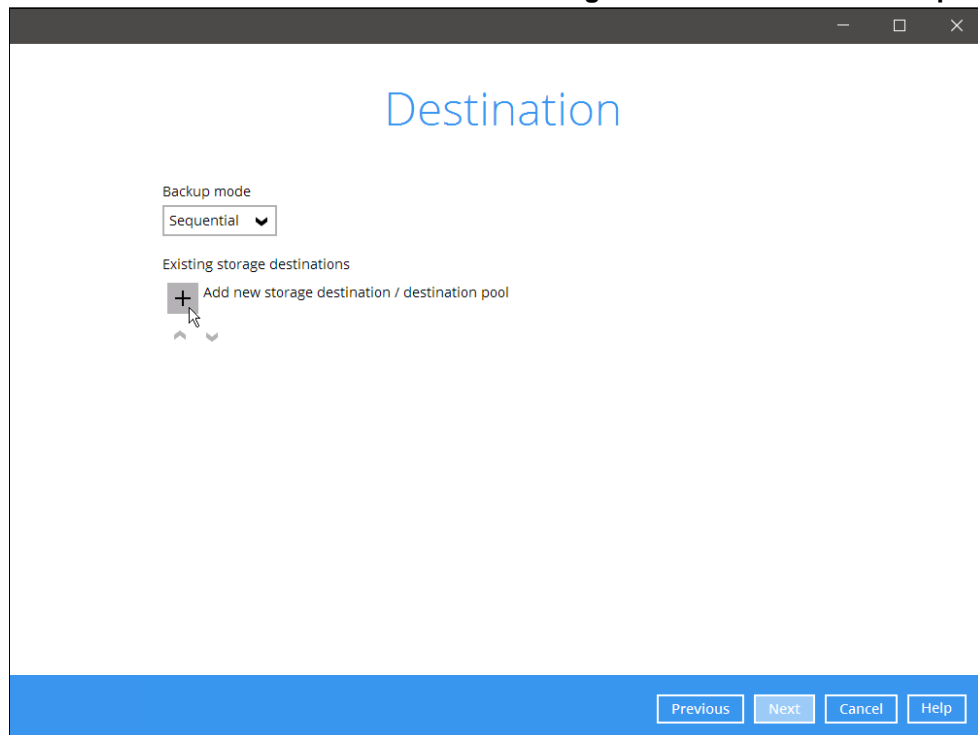 Destination
Backup mode
Sequential
Existing storage destinations
Add new storage destination / destination pool
Previous Next Cancel Help